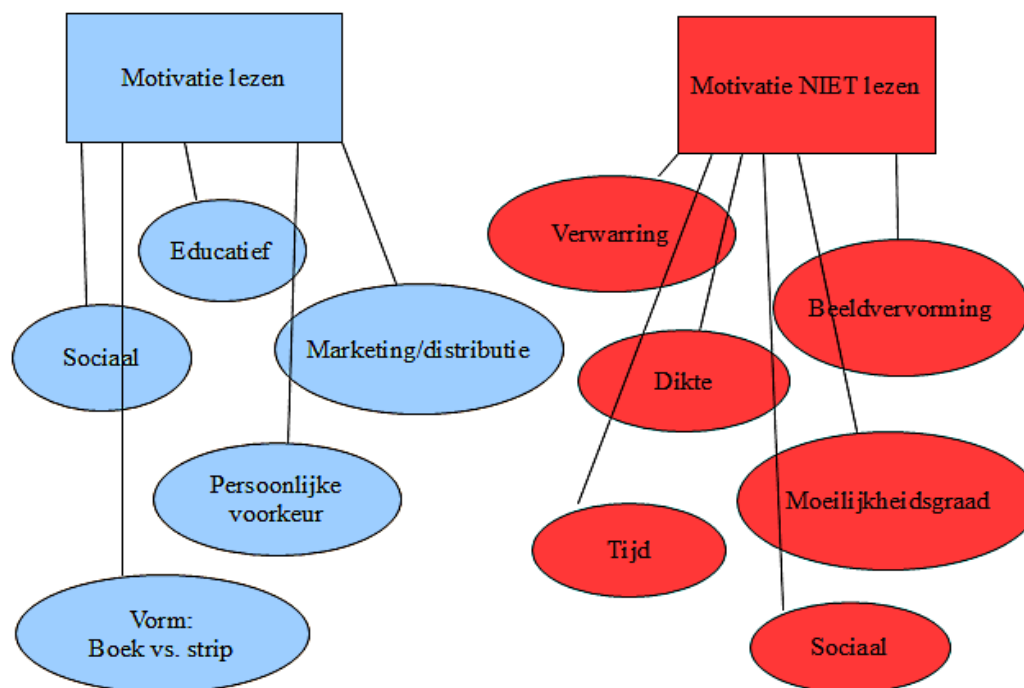 Motivatie lezen
Educatief
Sociaal
Marketing/distributie
Persoonlijke
voorkeur
Vorm:
Boek vs. strip
Motivatie NIET lezen
Verwarring
Beeldvervorming
Dikte
Moeilijkheidsgraad
Tijd
Sociaal